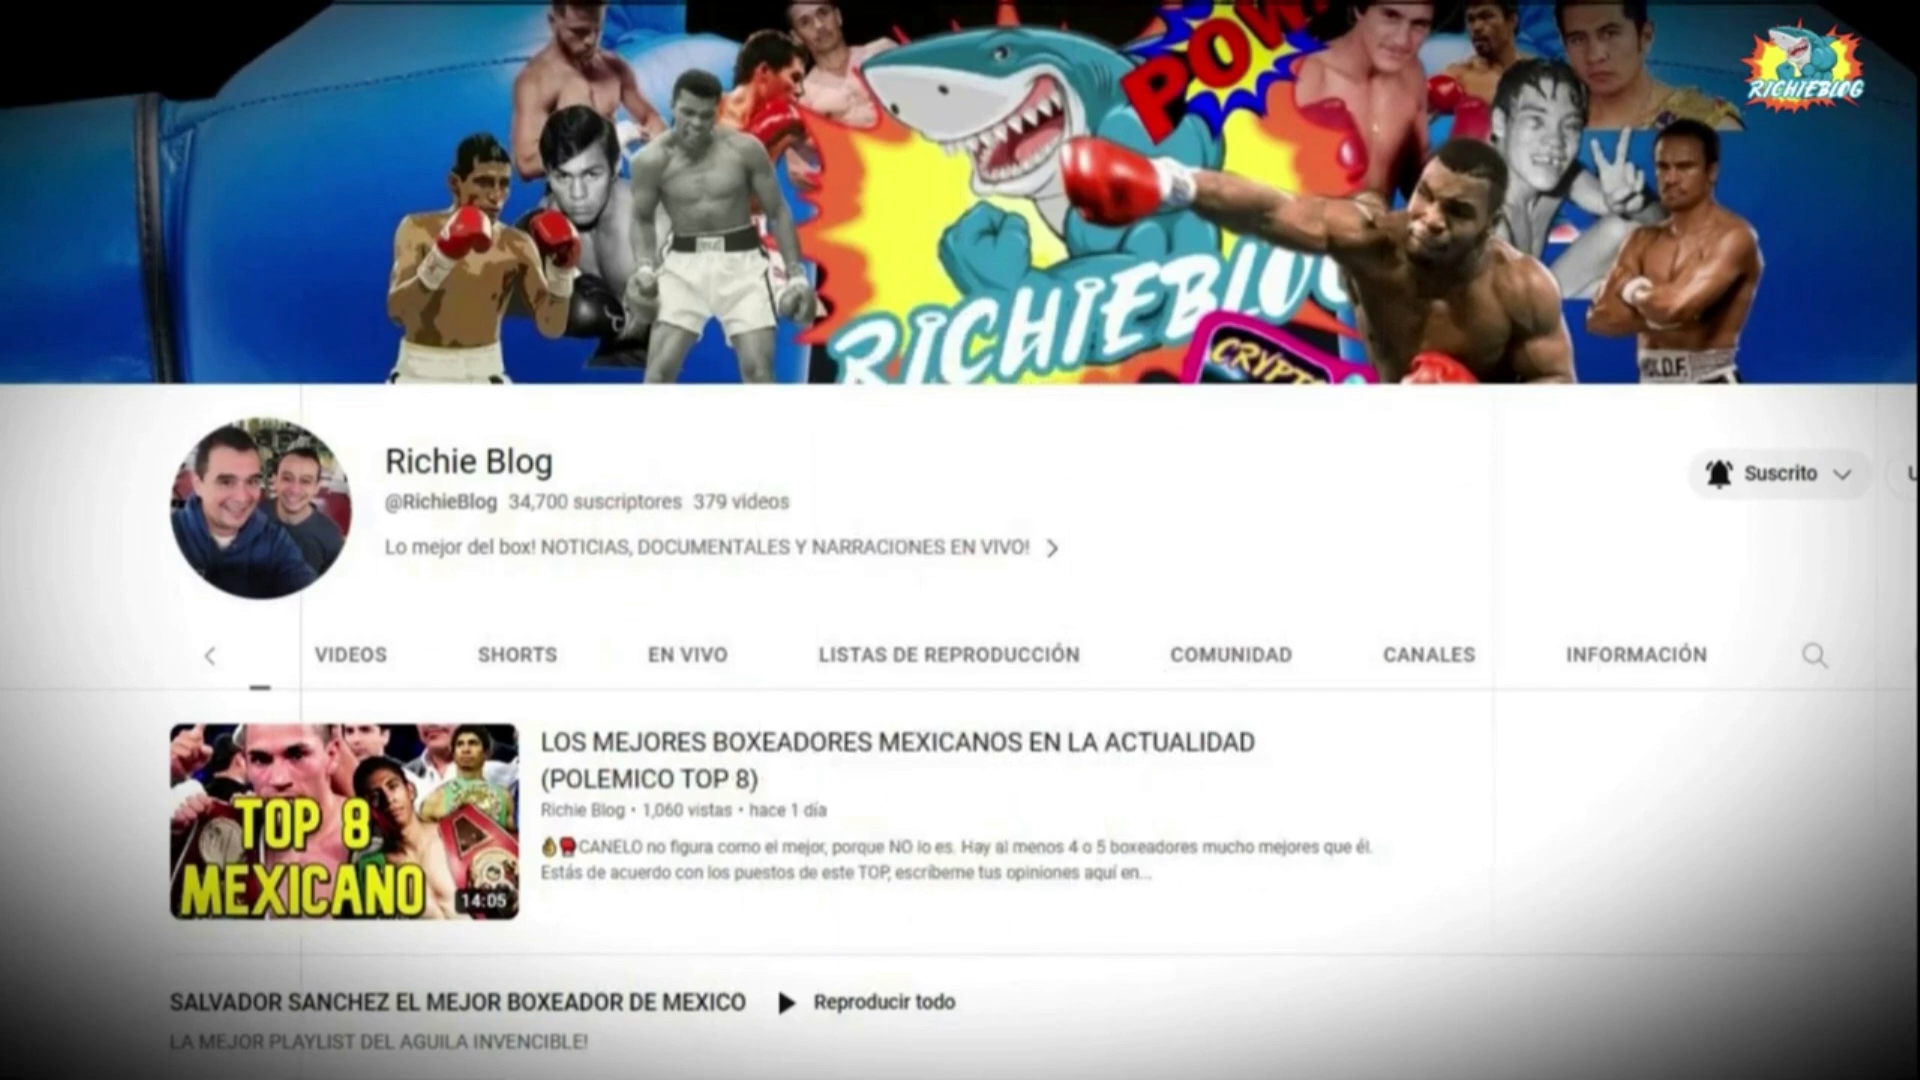 POW!
RICHIEBLOG
RICHIEBLOG
Richie Blog
@RichieBlog 34,700 suscriptores 379 videos
Suscrito
Lo mejor del box! NOTICIAS, DOCUMENTALES Y NARRACIONES EN VIVO!
VIDEOS SHORTS EN VIVO LISTAS DE REPRODUCCIÓN COMUNIDAD CANALES INFORMACIÓN
TOP 8
MEXICANO
14:05
LOS MEJORES BOXEADORES MEXICANOS EN LA ACTUALIDAD
(POLEMICO TOP 8)
Richie Blog • 1,060 vistas • hace 1 día
CANELO no figura como el mejor, porque NO lo es. Hay al menos 4 o 5 boxeadores mucho mejores que él.
Estás de acuerdo con los puestos de este TOP, escríbeme tus opiniones aquí en...
SALVADOR SANCHEZ EL MEJOR BOXEADOR DE MEXICO Reproducir todo
LA MEJOR PLAYLIST DEL AGUILA INVENCIBLE!